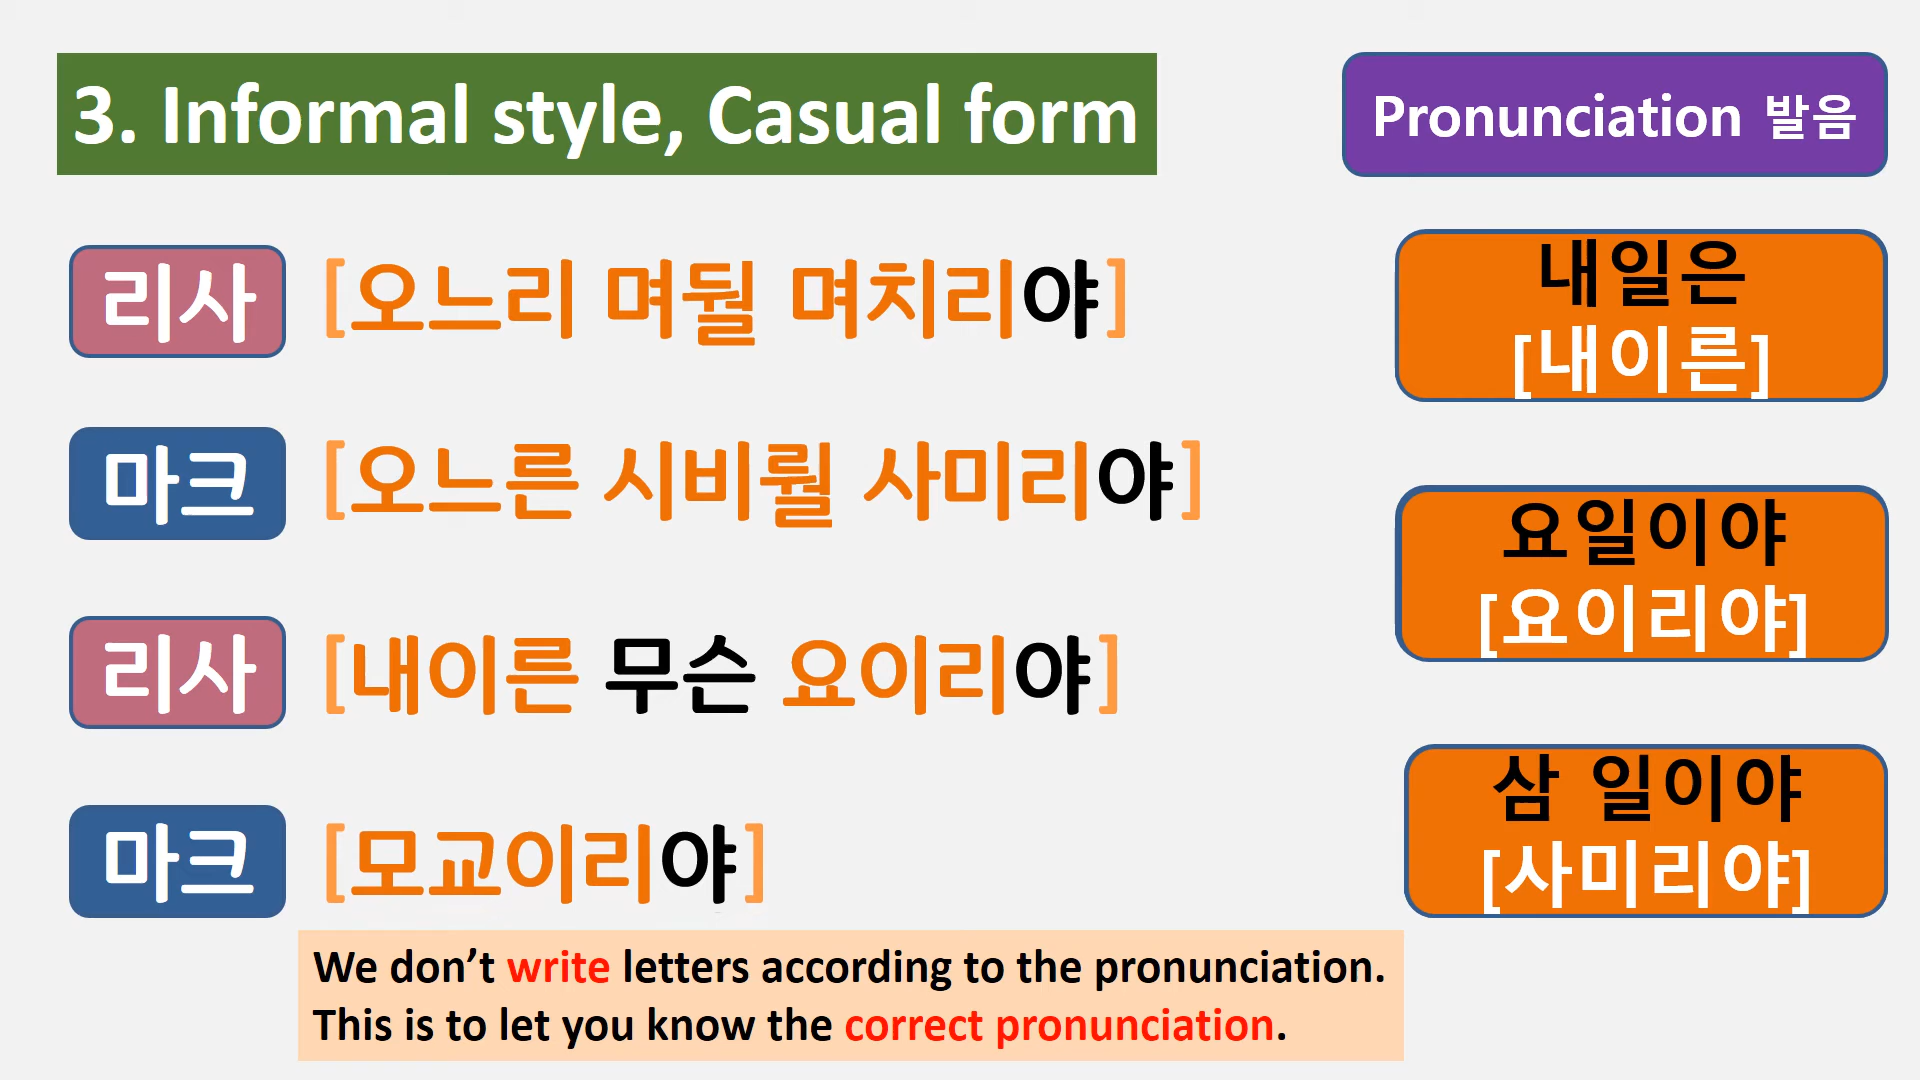 3. Informal style, Casual form
Pronunciation 발음
리사 [오느리 며둴 며치리야]
마크 [오느른 시비뤌 사미리야]
리사 [내이른 무슨 요이리야]
마크 [모교이리야]
내일은
[내이른]
요일이야
[요이리야]
삼 일이야
[사미리야]
We don’t write letters according to the pronunciation.
This is to let you know the correct pronunciation.